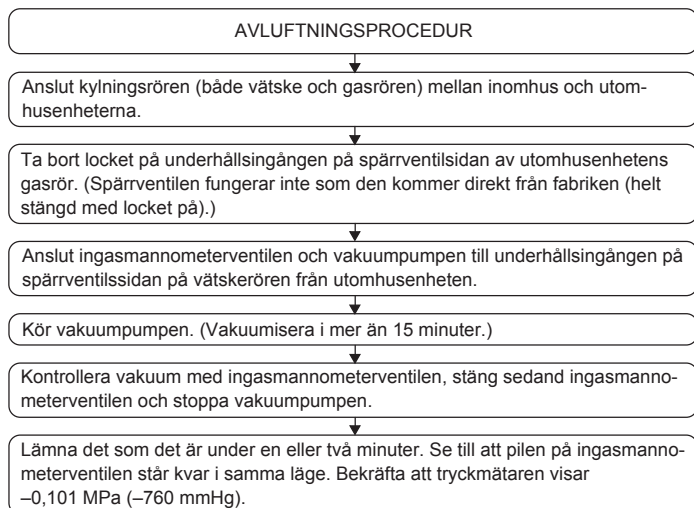 AVLUFTNINGSPROCEDUR
Anslut kylningsrören (både vätske och gasrören) mellan inomhus och utom-
husenheterna.
Ta bort locket på underhållsingången på spärrventilsidan av utomhusenhetens
gasrör. (Spärrventilen fungerar inte som den kommer direkt från fabriken (helt
stängd med locket på).)
Anslut ingasmannometerventilen och vakuumpumpen till underhållsingången på
spärrventilssidan på vätskerören från utomhusenheten.
Kör vakuumpumpen. (Vakuumisera i mer än 15 minuter.)
Kontrollera vakuum med ingasmannometerventilen, stäng sedand ingasmanno-
meterventilen och stoppa vakuumpumpen.
Lämna det som det är under en eller två minuter. Se till att pilen på ingasmanno-
meterventilen står kvar i samma läge. Bekräfta att tryckmätaren visar
–0,101 MPa (–760 mmHg).